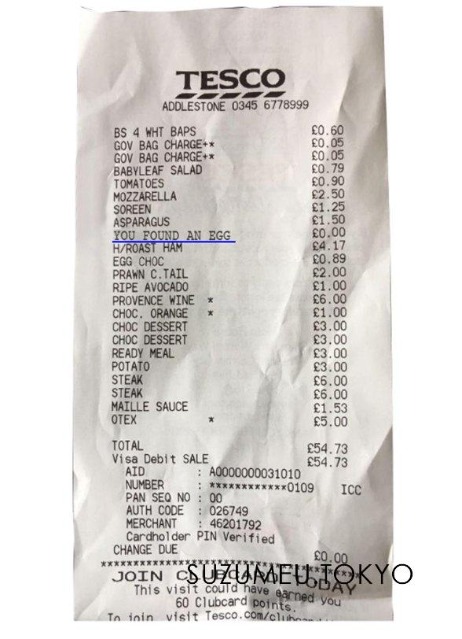 TESCO
ADDLESTONE 0345 6778999
BS 4 WHT BAPS £0.60
GOV BAG CHARGE+* £0.05
GOV BAG CHARGE+* £0.05
BABYLEAF SALAD £0.79
TOMATOES £0.90
MOZZARELLA £2.50
SOREEN £1.25
ASPARAGUS £1.50
YOU FOUND AN EGG £0.00
H/ROAST HAM £4.17
EGG CHOC £0.89
PRAWN C.TAIL £2.00
RIPE AVOCADO £1.00
PROVENCE WINE * £6.00
CHOC. ORANGE * £1.00
CHOC DESSERT £3.00
CHOC DESSERT £3.00
READY MEAL £3.00
POTATO £3.00
STEAK £6.00
STEAK £6.00
MAILLE SAUCE £1.53
OTEX * £5.00
TOTAL £54.73
Visa Debit SALE £54.73
AID : A0000000031010
NUMBER : ************0109 ICC
PAN SEQ NO : 00
AUTH CODE : 026749
MERCHANT : 46201792
Cardholder PIN Verified
CHANGE DUE £0.00
JOIN TODAY
SUZUMEU TOKYO
This visit could have earned you
60 Clubcard points.
To join, visit Tesco.com/clubcard